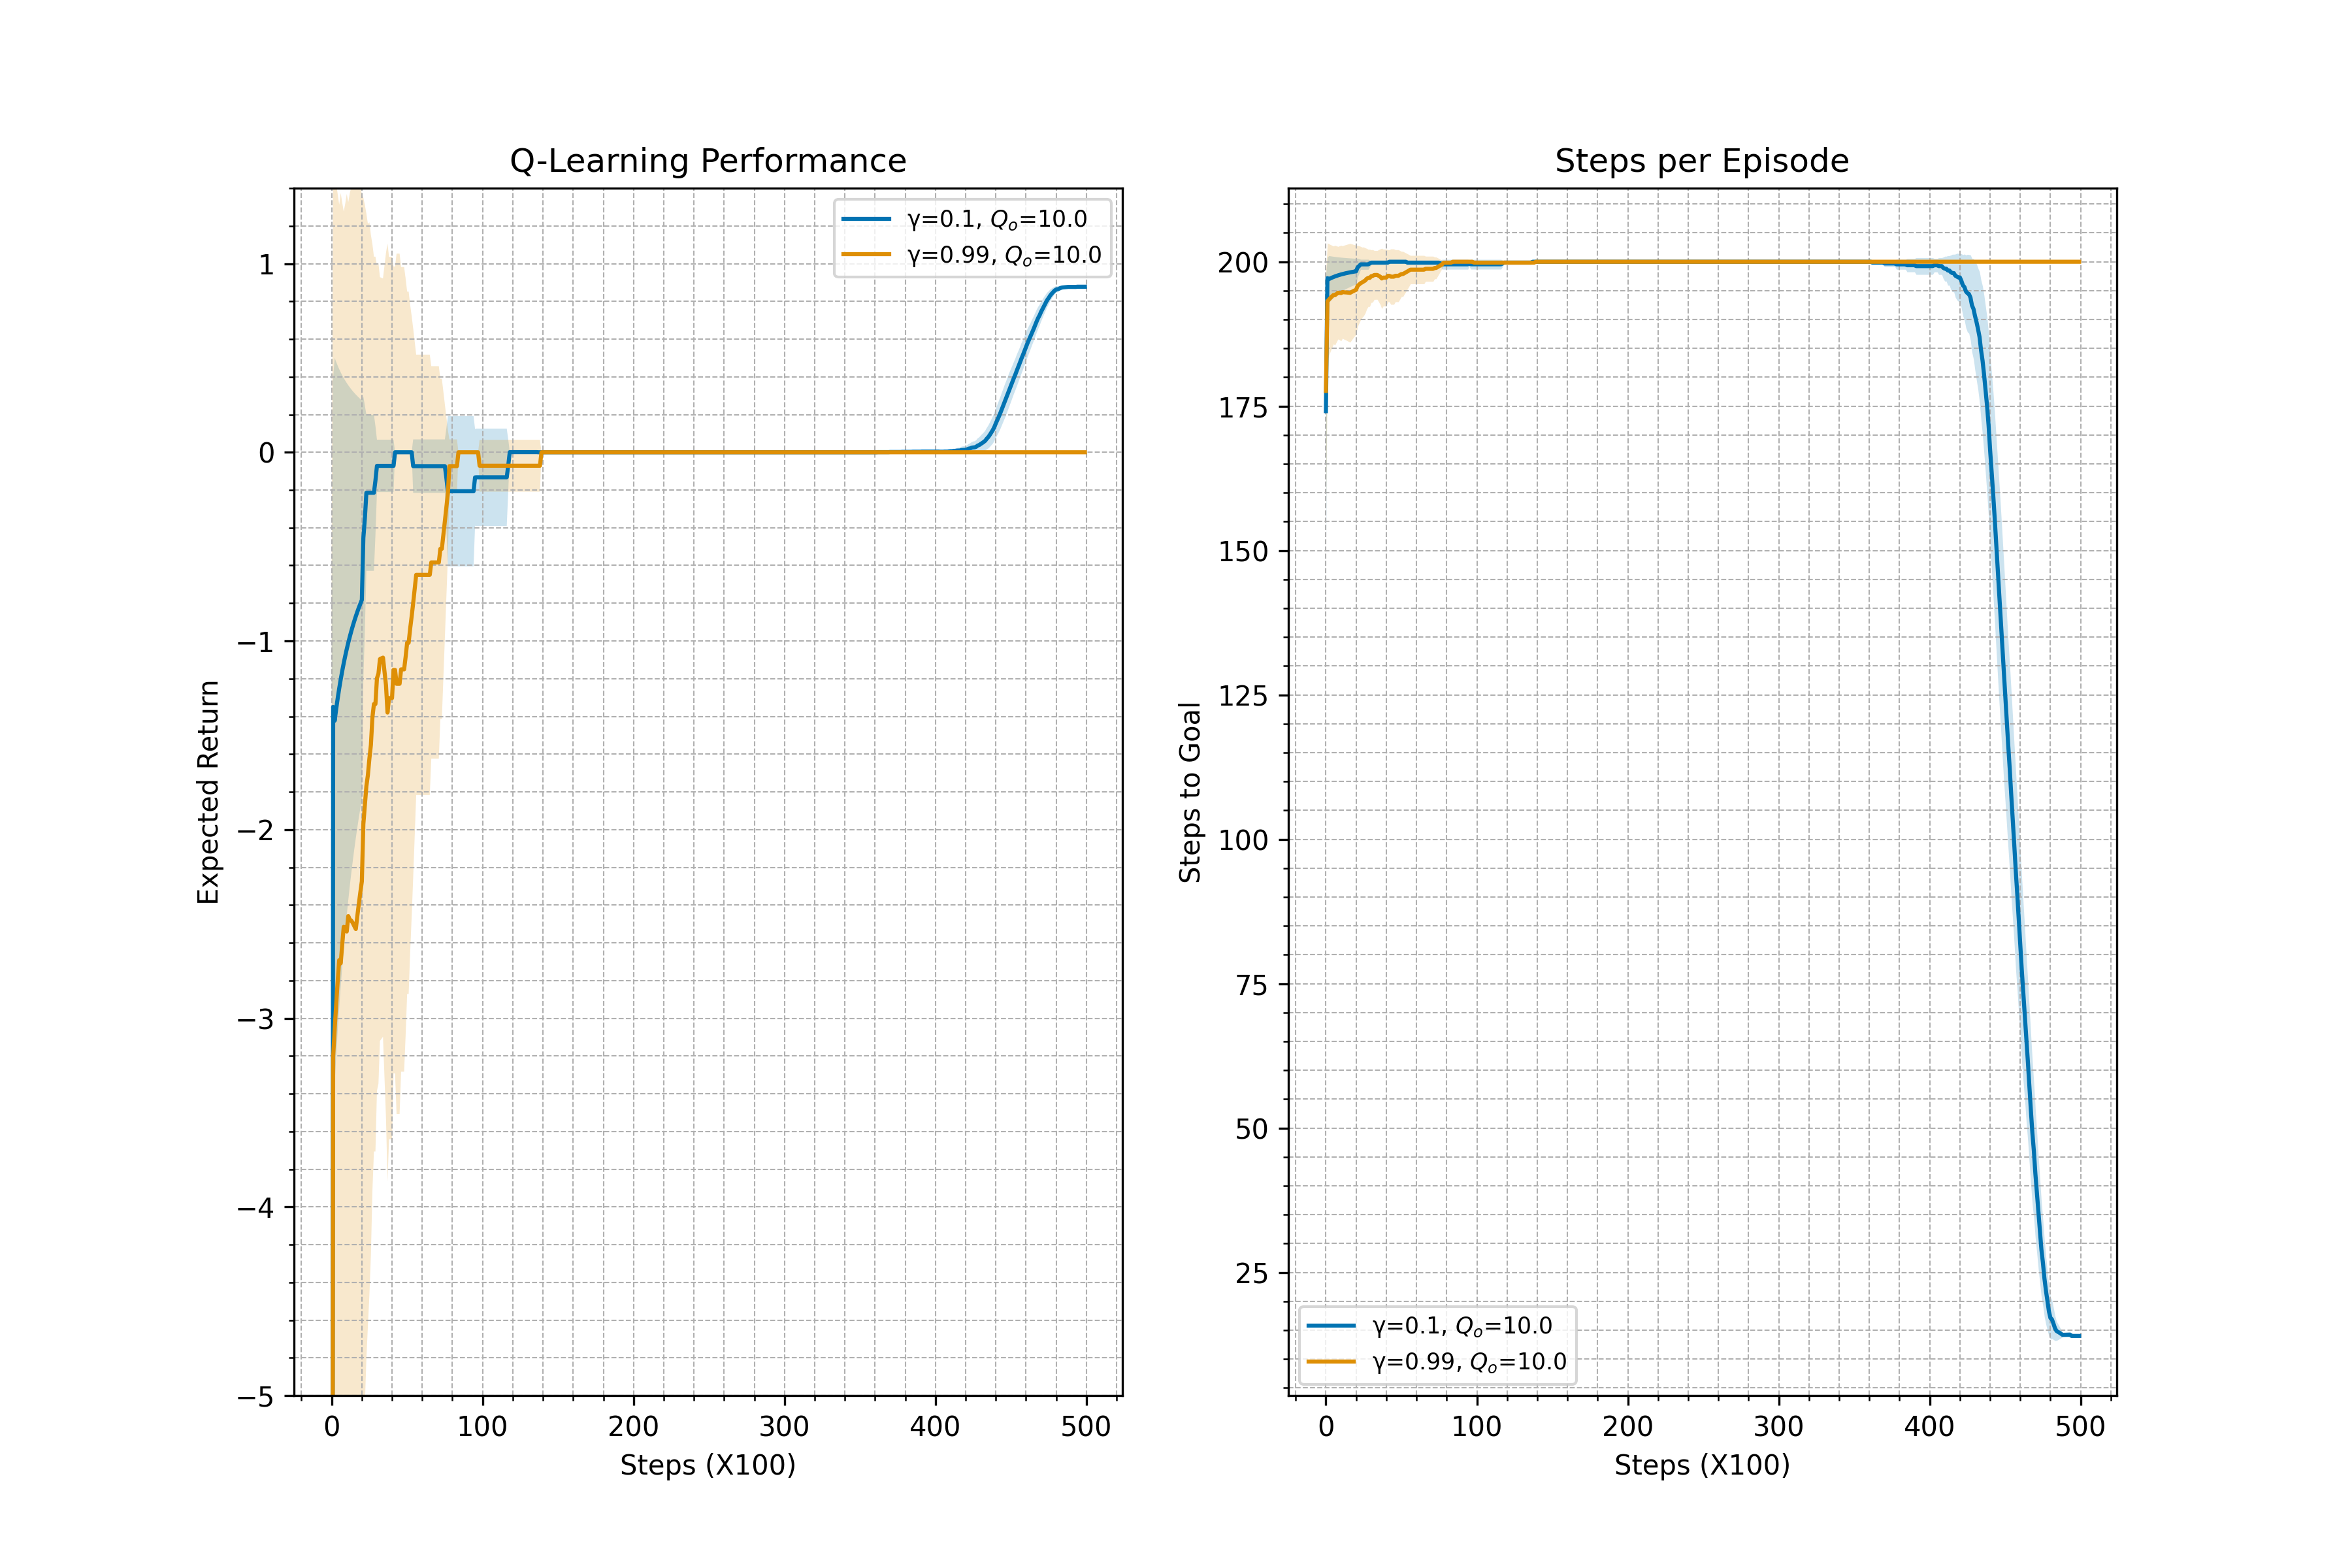 Q-Learning Performance
γ=0.1, Qₒ=10.0
γ=0.99, Qₒ=10.0
Expected Return
1
0
−1
−2
−3
−4
−5
0 100 200 300 400 500
Steps (X100)
Steps per Episode
Steps to Goal
200
175
150
125
100
75
50
25
γ=0.1, Qₒ=10.0
γ=0.99, Qₒ=10.0
0 100 200 300 400 500
Steps (X100)